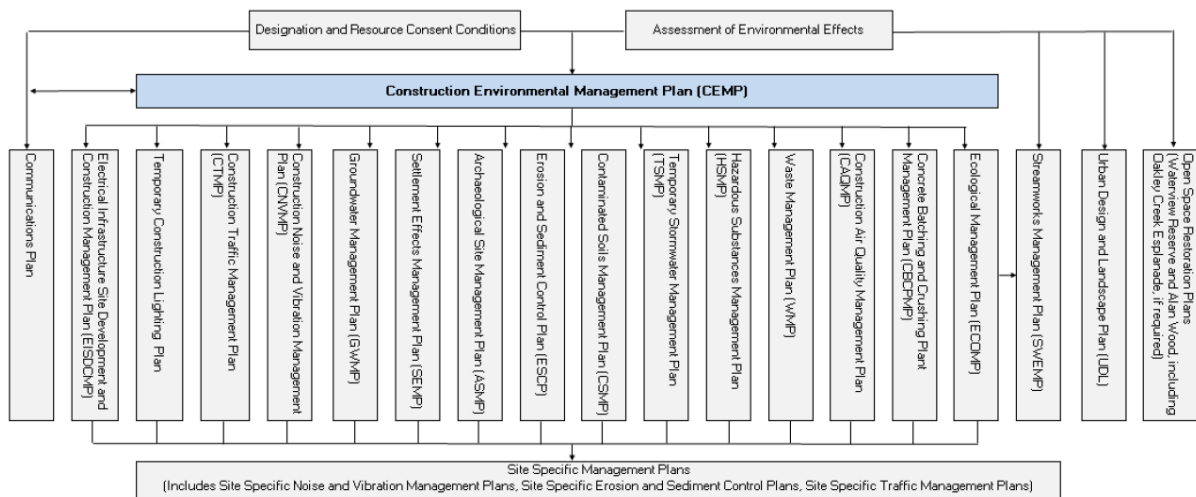 Designation and Resource Consent Conditions
Assessment of Environmental Effects
Construction Environmental Management Plan (CEMP)
Communications Plan
Electrical Infrastructure Site Development and
Construction Management Plan (EISDCMP)
Temporary Construction Lighting Plan
Construction Traffic Management Plan
(CTMP)
Construction Noise and Vibration Management
Plan (CNVMP)
Groundwater Management Plan (GWMP)
Settlement Effects Management Plan (SEMP)
Archaeological Site Management Plan (ASMP)
Erosion and Sediment Control Plan (ESCP)
Contaminated Soils Management Plan (CSMP)
Temporary Stormwater Management Plan
(TSMP)
Hazardous Substances Management Plan
(HSMP)
Waste Management Plan (WMP)
Construction Air Quality Management Plan
(CAQMP)
Concrete Batching and Crushing Plant
Management Plan (CBCPMP)
Ecological Management Plan (ECOMP)
Streamworks Management Plan (SWEMP)
Urban Design and Landscape Plan (UDL)
Open Space Restoration Plans
(Waterview Reserve and Alan Wood, including
Oakley Creek Esplanade, if required)
Site Specific Management Plans
(Includes Site Specific Noise and Vibration Management Plans, Site Specific Erosion and Sediment Control Plans, Site Specific Traffic Management Plans)